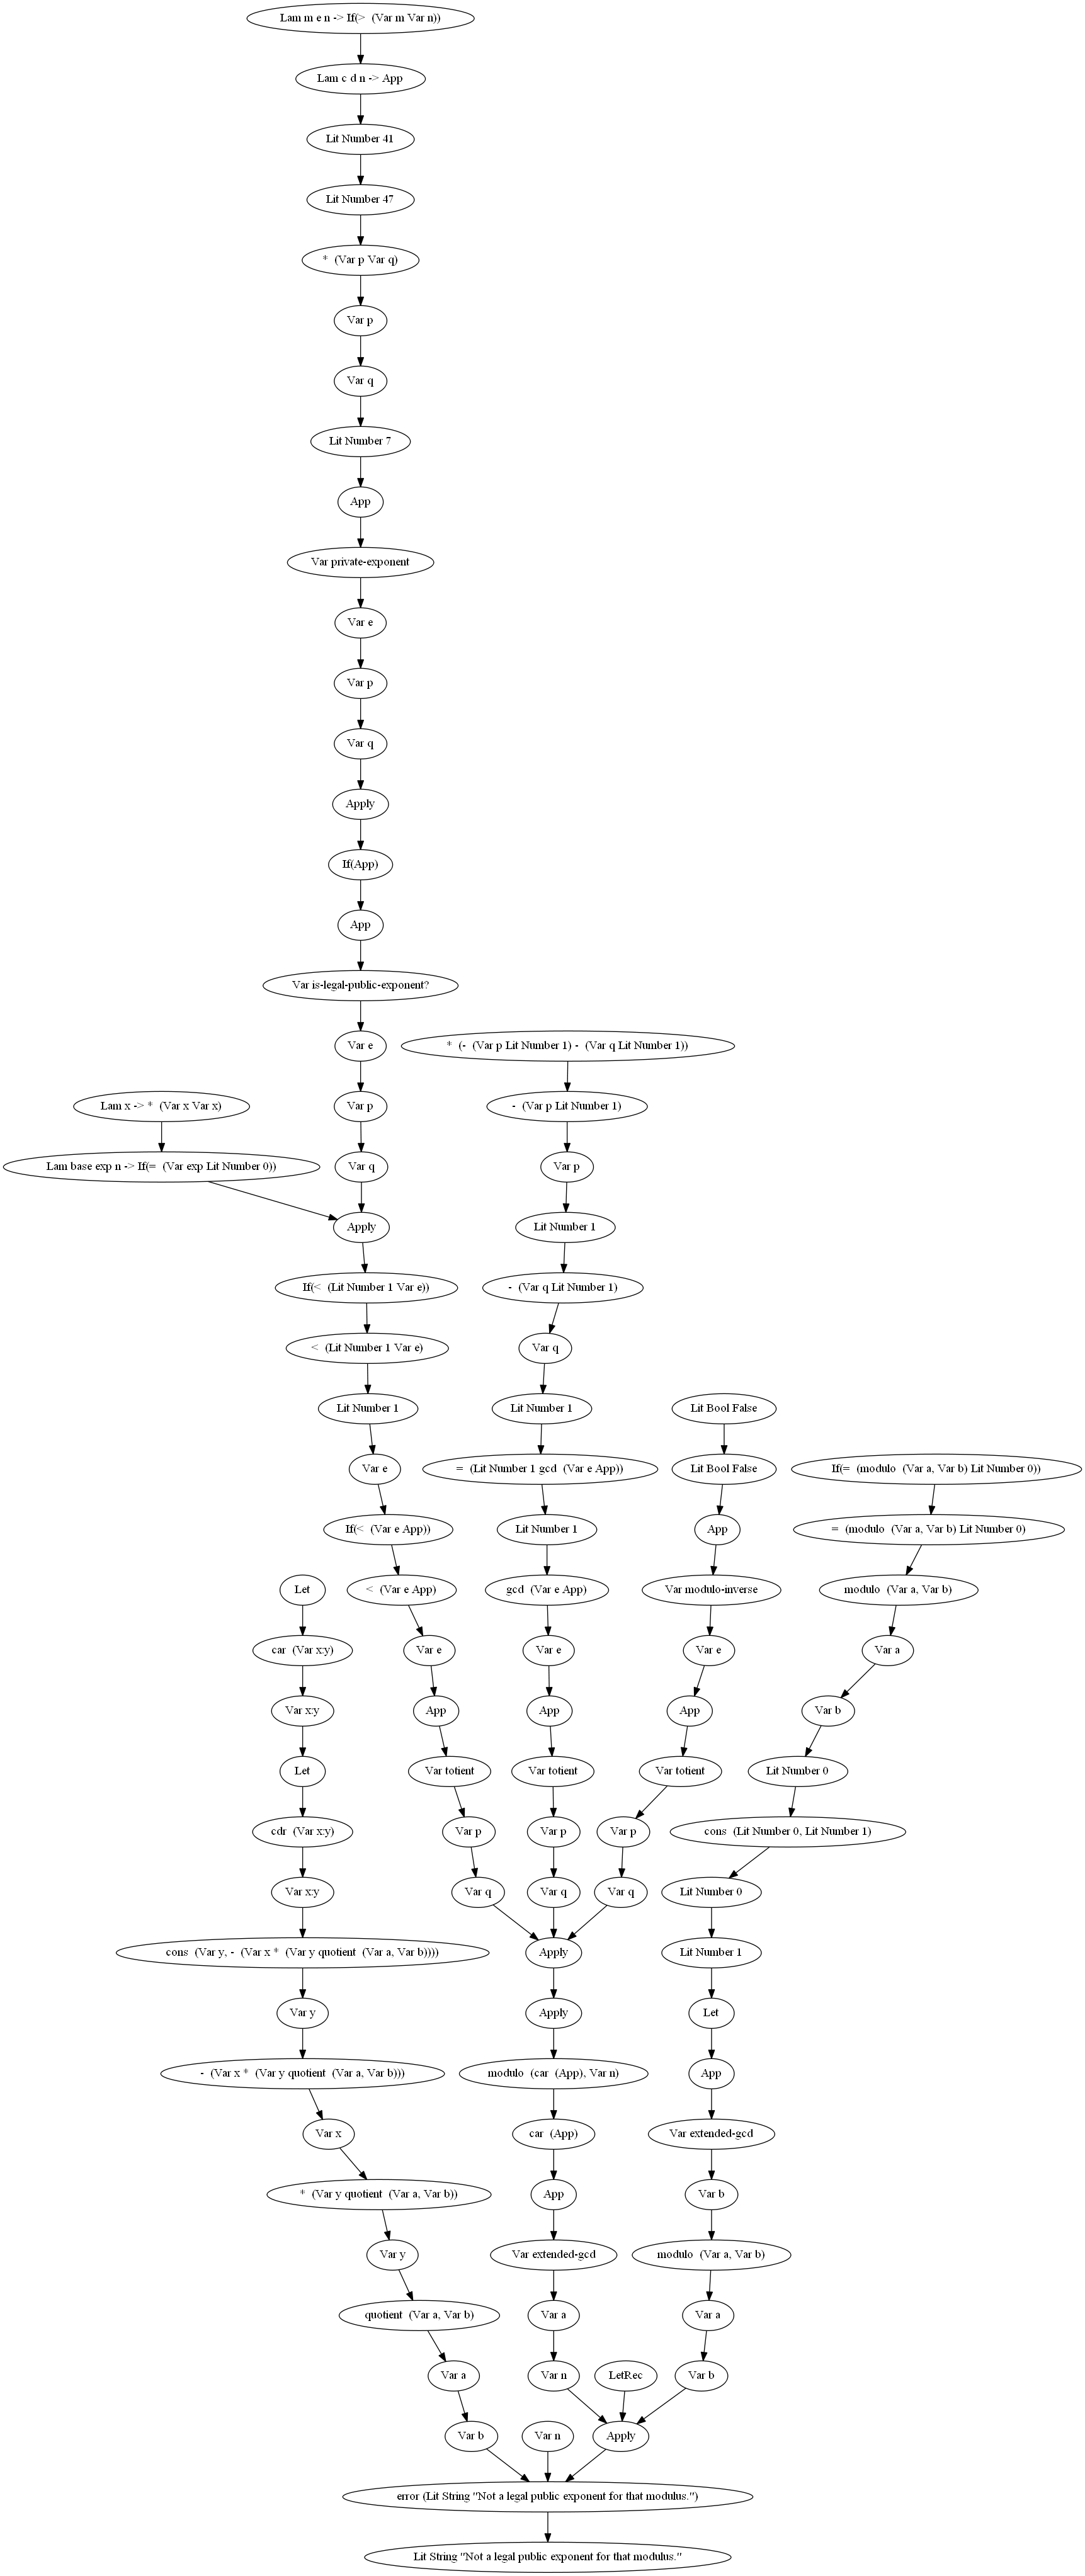 Lam m e n -> If(>  (Var m Var n))
Lam c d n -> App
Lit Number 41
Lit Number 47
*  (Var p Var q)
Var p
Var q
Lit Number 7
App
Var private-exponent
Var e
Var p
Var q
Apply
If(App)
App
Var is-legal-public-exponent?
Var e
*  (-  (Var p Lit Number 1) -  (Var q Lit Number 1))
Lam x -> *  (Var x Var x)
Var p
-  (Var p Lit Number 1)
Lam base exp n -> If(=  (Var exp Lit Number 0))
Var q
Var p
Apply
Lit Number 1
If(<  (Lit Number 1 Var e))
-  (Var q Lit Number 1)
<  (Lit Number 1 Var e)
Var q
Lit Number 1
Lit Number 1
Lit Bool False
Var e
=  (Lit Number 1 gcd  (Var e App))
Lit Bool False
If(=  (modulo  (Var a, Var b) Lit Number 0))
If(<  (Var e App))
Lit Number 1
App
=  (modulo  (Var a, Var b) Lit Number 0)
Let
<  (Var e App)
gcd  (Var e App)
Var modulo-inverse
modulo  (Var a, Var b)
car  (Var x:y)
Var e
Var e
Var e
Var a
Var x:y
App
App
App
Var b
Let
Var totient
Var totient
Var totient
Lit Number 0
cdr  (Var x:y)
Var p
Var p
Var p
cons  (Lit Number 0, Lit Number 1)
Var x:y
Var q
Var q
Var q
Lit Number 0
cons  (Var y, -  (Var x *  (Var y quotient  (Var a, Var b))))
Apply
Lit Number 1
Var y
Apply
Let
-  (Var x *  (Var y quotient  (Var a, Var b)))
modulo  (car  (App), Var n)
App
Var x
car  (App)
Var extended-gcd
*  (Var y quotient  (Var a, Var b))
App
Var b
Var y
Var extended-gcd
modulo  (Var a, Var b)
quotient  (Var a, Var b)
Var a
Var a
Var a
Var n
LetRec
Var b
Var b
Var n
Apply
error (Lit String "Not a legal public exponent for that modulus.")
Lit String "Not a legal public exponent for that modulus."